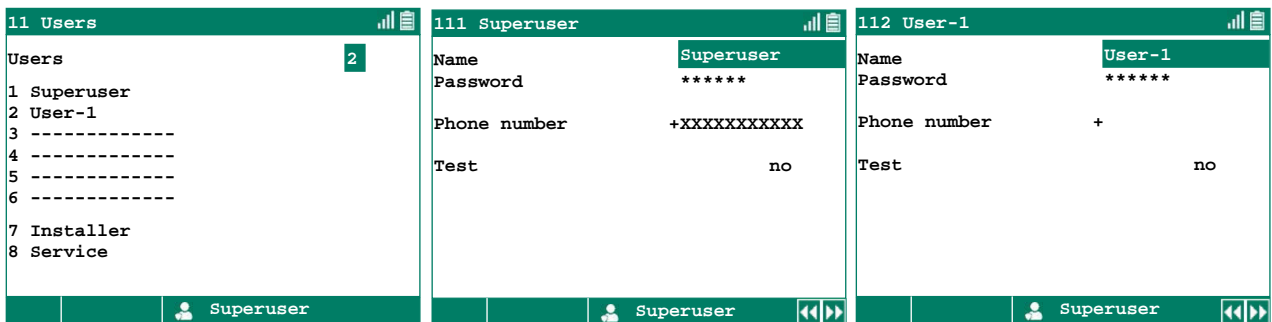 11 Users
Users 2
1 Superuser
2 User-1
3 -------------
4 -------------
5 -------------
6 -------------
7 Installer
8 Service
Superuser
111 Superuser
Name Superuser
Password ******
Phone number +XXXXXXXXXXX
Test no
Superuser
112 User-1
Name User-1
Password ******
Phone number +
Test no
Superuser